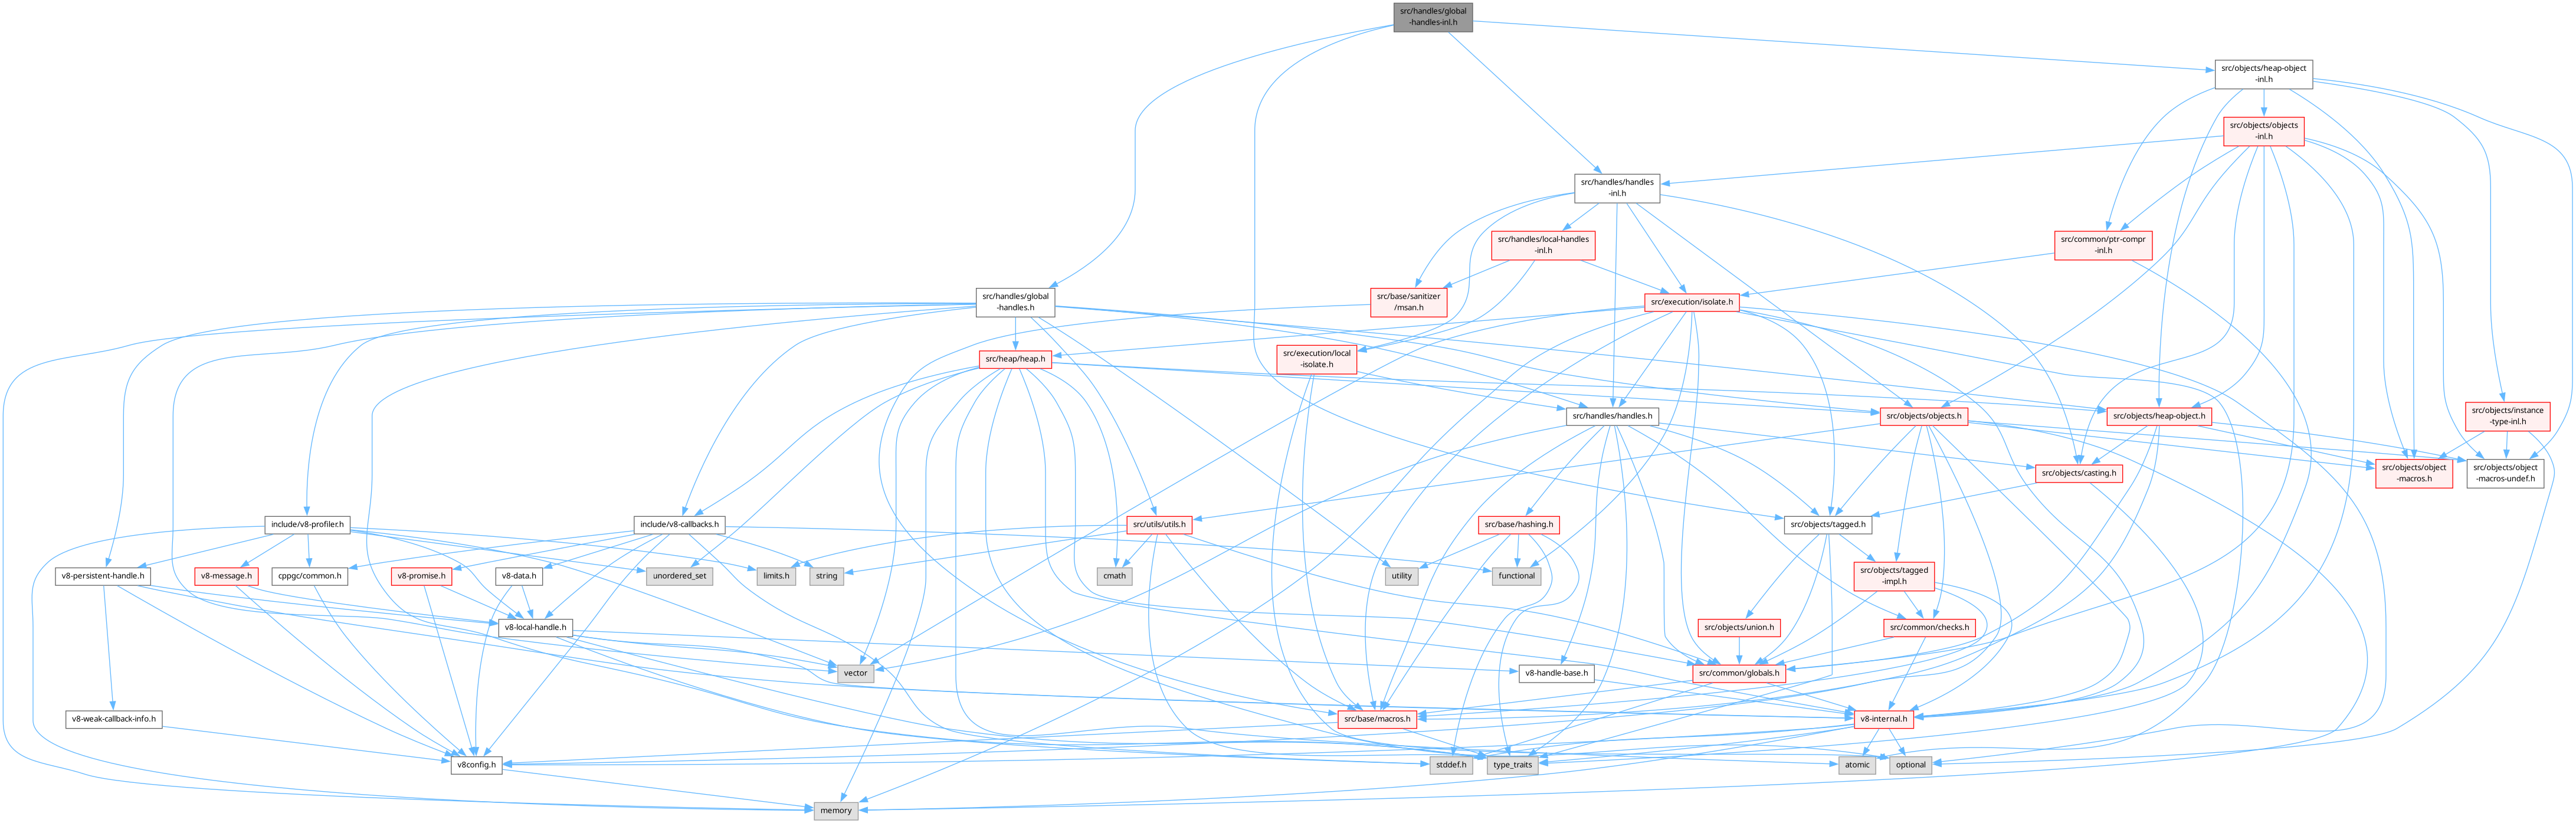 src/handles/global
-handles-inl.h
src/objects/heap-object
-inl.h
src/objects/objects
-inl.h
src/handles/handles
-inl.h
src/handles/local-handles
-inl.h
src/common/ptr-compr
-inl.h
src/handles/global
-handles.h
src/base/sanitizer
/msan.h
src/execution/isolate.h
src/heap/heap.h
src/execution/local
-isolate.h
src/handles/handles.h
src/objects/objects.h
src/objects/heap-object.h
src/objects/instance
-type-inl.h
src/objects/casting.h
src/objects/object
-macros.h
src/objects/object
-macros-undef.h
include/v8-profiler.h
include/v8-callbacks.h
src/utils/utils.h
src/base/hashing.h
src/objects/tagged.h
v8-persistent-handle.h
v8-message.h
cppgc/common.h
v8-promise.h
v8-data.h
unordered_set
limits.h
string
cmath
utility
functional
src/objects/tagged
-impl.h
v8-local-handle.h
src/objects/union.h
src/common/checks.h
vector
v8-handle-base.h
src/common/globals.h
v8-weak-callback-info.h
src/base/macros.h
v8-internal.h
v8config.h
stddef.h
type_traits
atomic
optional
memory